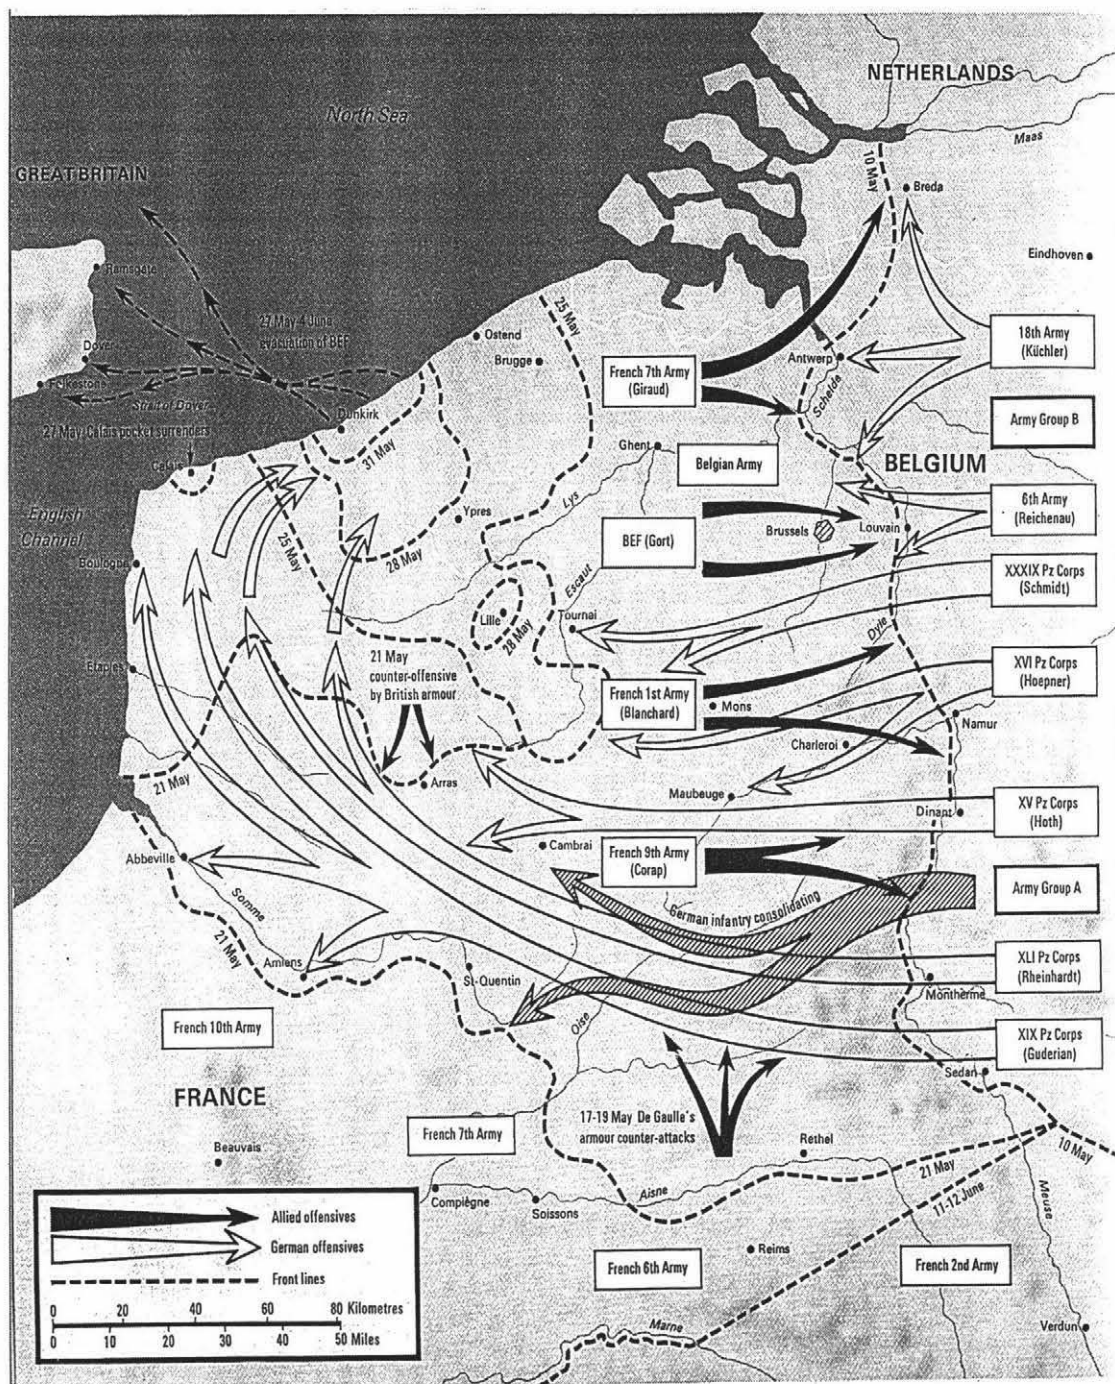 NETHERLANDS
North Sea
Maas
GREAT BRITAIN
10 May
Breda
Eindhoven
Ramsgate
25 May
27 May-4 June
evacuation of BEF
Ostend
Brugge
18th Army
(Küchler)
Dover
Antwerp
French 7th Army
(Giraud)
Schelde
Folkestone
Strait of Dover
Dunkirk
Army Group B
27 May Calais pocket surrenders
31 May
Ghent
Belgian Army
BELGIUM
Calais
Lys
6th Army
(Reichenau)
English
Channel
Ypres
BEF (Gort)
Brussels
Louvain
25 May
28 May
Boulogne
Escaut
XXXIX Pz Corps
(Schmidt)
Lille
Tournai
28 May
Dyle
21 May
counter-offensive
by British armour
Etaples
XVI Pz Corps
(Hoepner)
French 1st Army
(Blanchard)
Mons
Namur
Charleroi
21 May
Arras
Maubeuge
XV Pz Corps
(Hoth)
Dinant
Abbeville
Cambrai
French 9th Army
(Corap)
Army Group A
Somme
German infantry consolidating
21 May
Amiens
St-Quentin
XLI Pz Corps
(Rheinhardt)
Montherme
French 10th Army
Oise
XIX Pz Corps
(Guderian)
Sedan
FRANCE
17-19 May De Gaulle's
armour counter-attacks
French 7th Army
Beauvais
Rethel
10 May
21 May
Compiègne
Soissons
Aisne
11-12 June
Meuse
Allied offensives
German offensives
Front lines
French 6th Army
Reims
French 2nd Army
0 20 40 60 80 Kilometres
0 10 20 30 40 50 Miles
Marne
Verdun